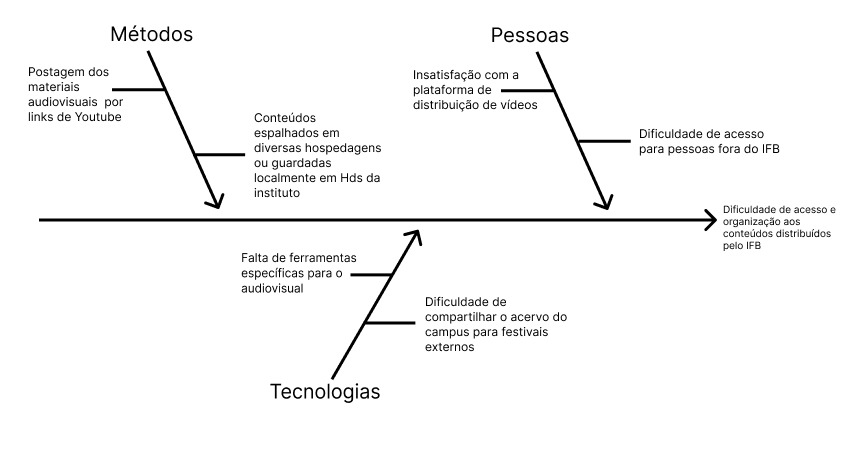 Métodos
Postagem dos
materiais
audiovisuais por
links de Youtube
Conteúdos
espalhados em
diversas hospedagens
ou guardadas
localmente em Hds da
instituto
Pessoas
Insatisfação com a
plataforma de
distribuição de vídeos
Dificuldade de acesso
para pessoas fora do IFB
Dificuldade de acesso e
organização aos
conteúdos distribuídos
pelo IFB
Falta de ferramentas
específicas para o
audiovisual
Dificuldade de
compartilhar o acervo do
campus para festivais
externos
Tecnologias